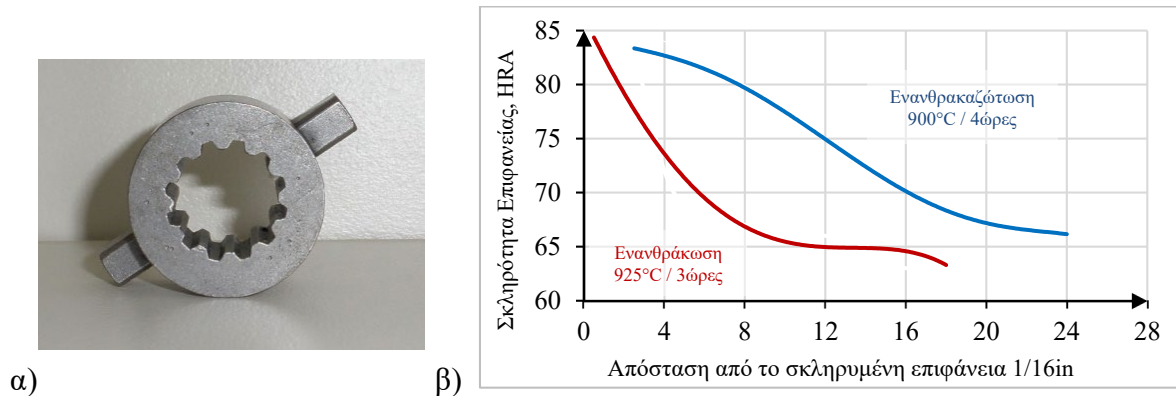 85
80
75
70
65
60
Σκληρότητα Επιφανείας, HRA
Ενανθρακαζώτωση
900°C / 4ώρες
Ενανθράκωση
925°C / 3ώρες
0 4 8 12 16 20 24 28
Απόσταση από το σκληρυμένη επιφάνεια 1/16in
α)
β)